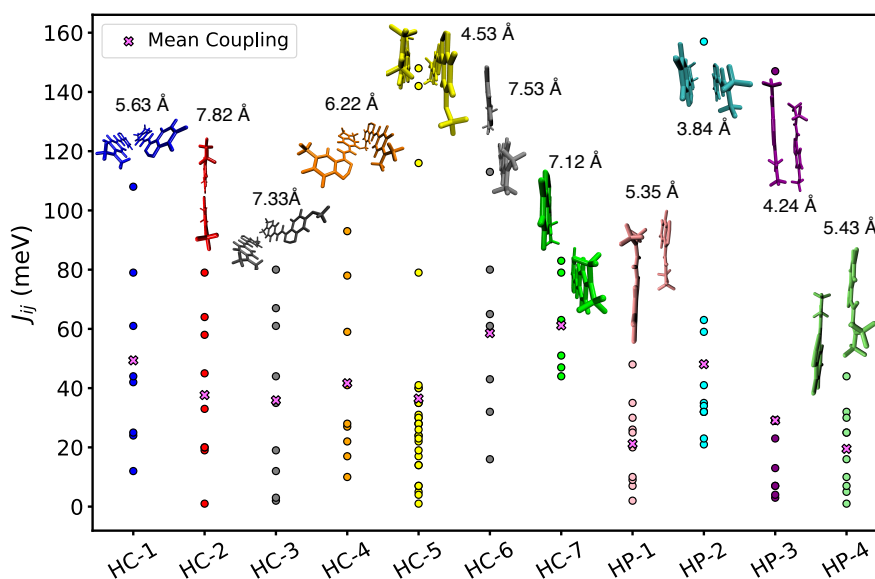 Mean Coupling
160
140
120
100
80
60
40
20
0
J_ij (meV)
5.63 Å
7.82 Å
7.33Å
6.22 Å
4.53 Å
7.53 Å
7.12 Å
5.35 Å
3.84 Å
4.24 Å
5.43 Å
HC-1
HC-2
HC-3
HC-4
HC-5
HC-6
HC-7
HP-1
HP-2
HP-3
HP-4